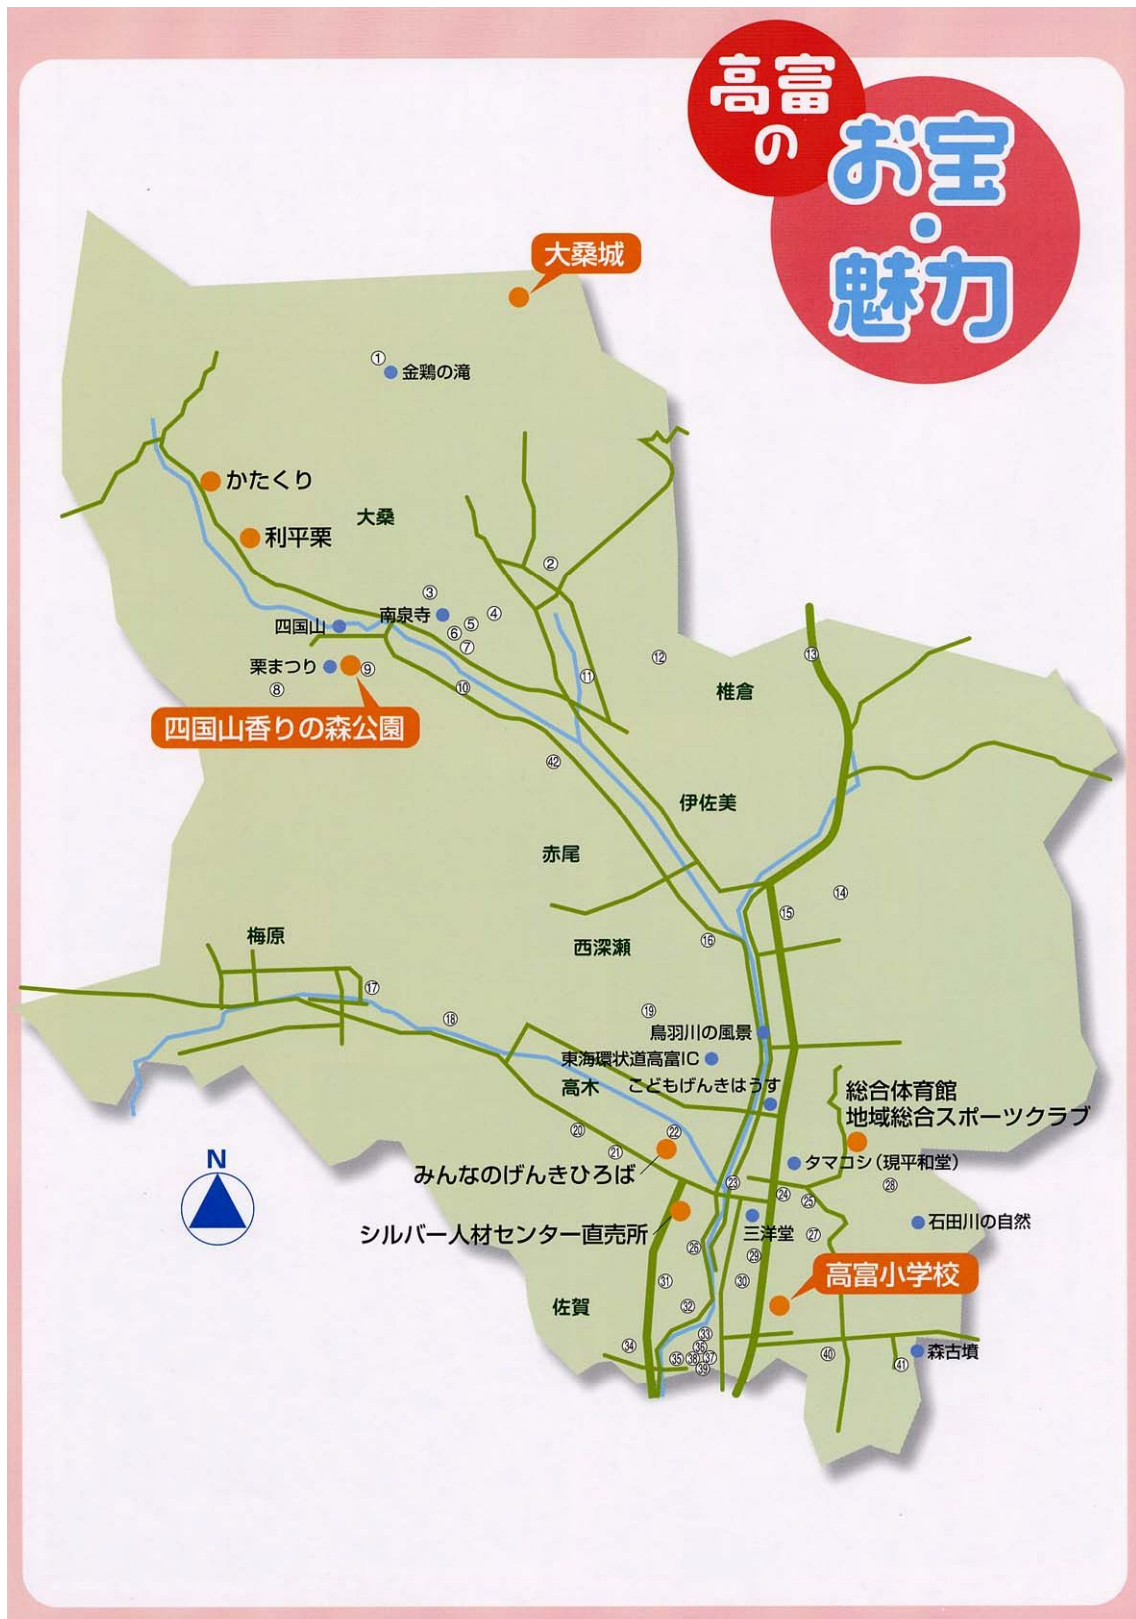 高富
の
お宝
・
魅力
大桑城
①
金鶏の滝
かたくり
大桑
利平栗
②
③
南泉寺
④
⑤
四国山
⑥
⑦
⑫
⑬
栗まつり
⑨
⑧
⑩
⑪
椎倉
四国山香りの森公園
㊷
伊佐美
赤尾
⑭
⑮
梅原
西深瀬
⑯
⑰
⑱
⑲
鳥羽川の風景
東海環状道高富IC
高木
こどもげんきはうす
総合体育館
地域総合スポーツクラブ
⑳
㉑
㉒
みんなのげんきひろば
タマコシ（現平和堂）
㉓
㉔
㉕
㉘
N
シルバー人材センター直売所
三洋堂
石田川の自然
㉖
㉗
㉙
高富小学校
㉛
㉚
佐賀
㉜
㉝
㉞
㊱
㉟
㊳
㊲
㊴
㊵
㊶
森古墳